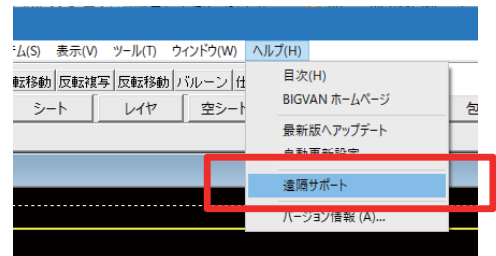 テム(S) 表示(V) ツール(T) ウィンドウ(W) ヘルプ(H)
転移動 反転複写 反転移動 バルーン
シート レイヤ 空シート
目次(H)
BIGVAN ホームページ
最新版へアップデート
自動更新設定
遠隔サポート
バージョン情報 (A)...
包